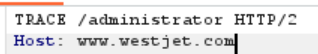 TRACE /administrator HTTP/2
Host: www.westjet.com